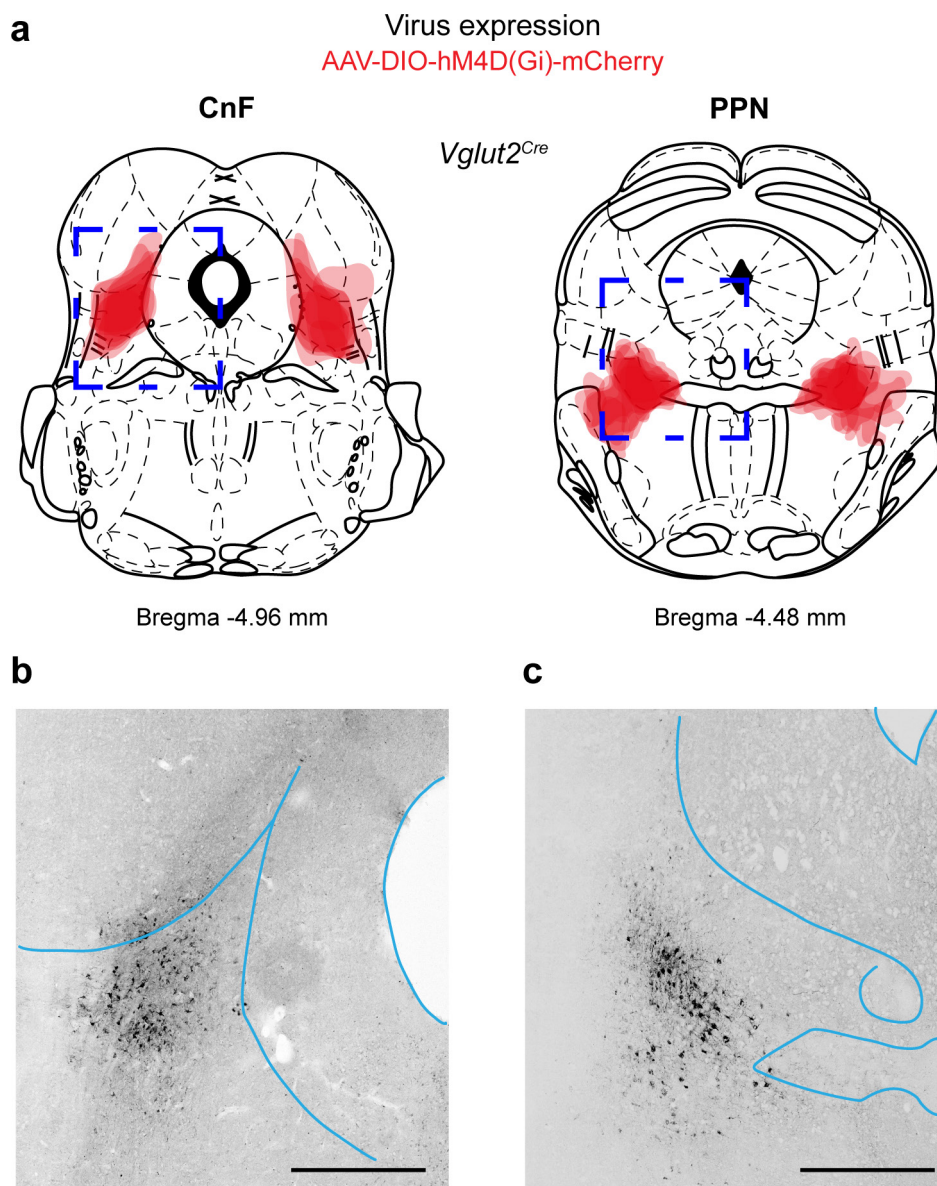 a
Virus expression
AAV-DIO-hM4D(Gi)-mCherry
CnF
PPN
Vglut2Cre
Bregma -4.96 mm
Bregma -4.48 mm
b
c